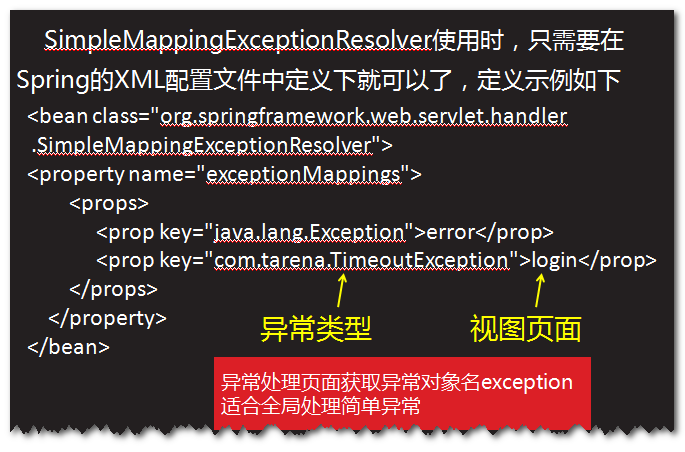 SimpleMappingExceptionResolver使用时，只需要在
Spring的XML配置文件中定义下就可以了，定义示例如下
<bean class="org.springframework.web.servlet.handler
.SimpleMappingExceptionResolver">
<property name="exceptionMappings">
<props>
<prop key="java.lang.Exception">error</prop>
<prop key="com.tarena.TimeoutException">login</prop>
</props>
异常类型 视图页面
</property>
</bean>
异常处理页面获取异常对象名exception
适合全局处理简单异常